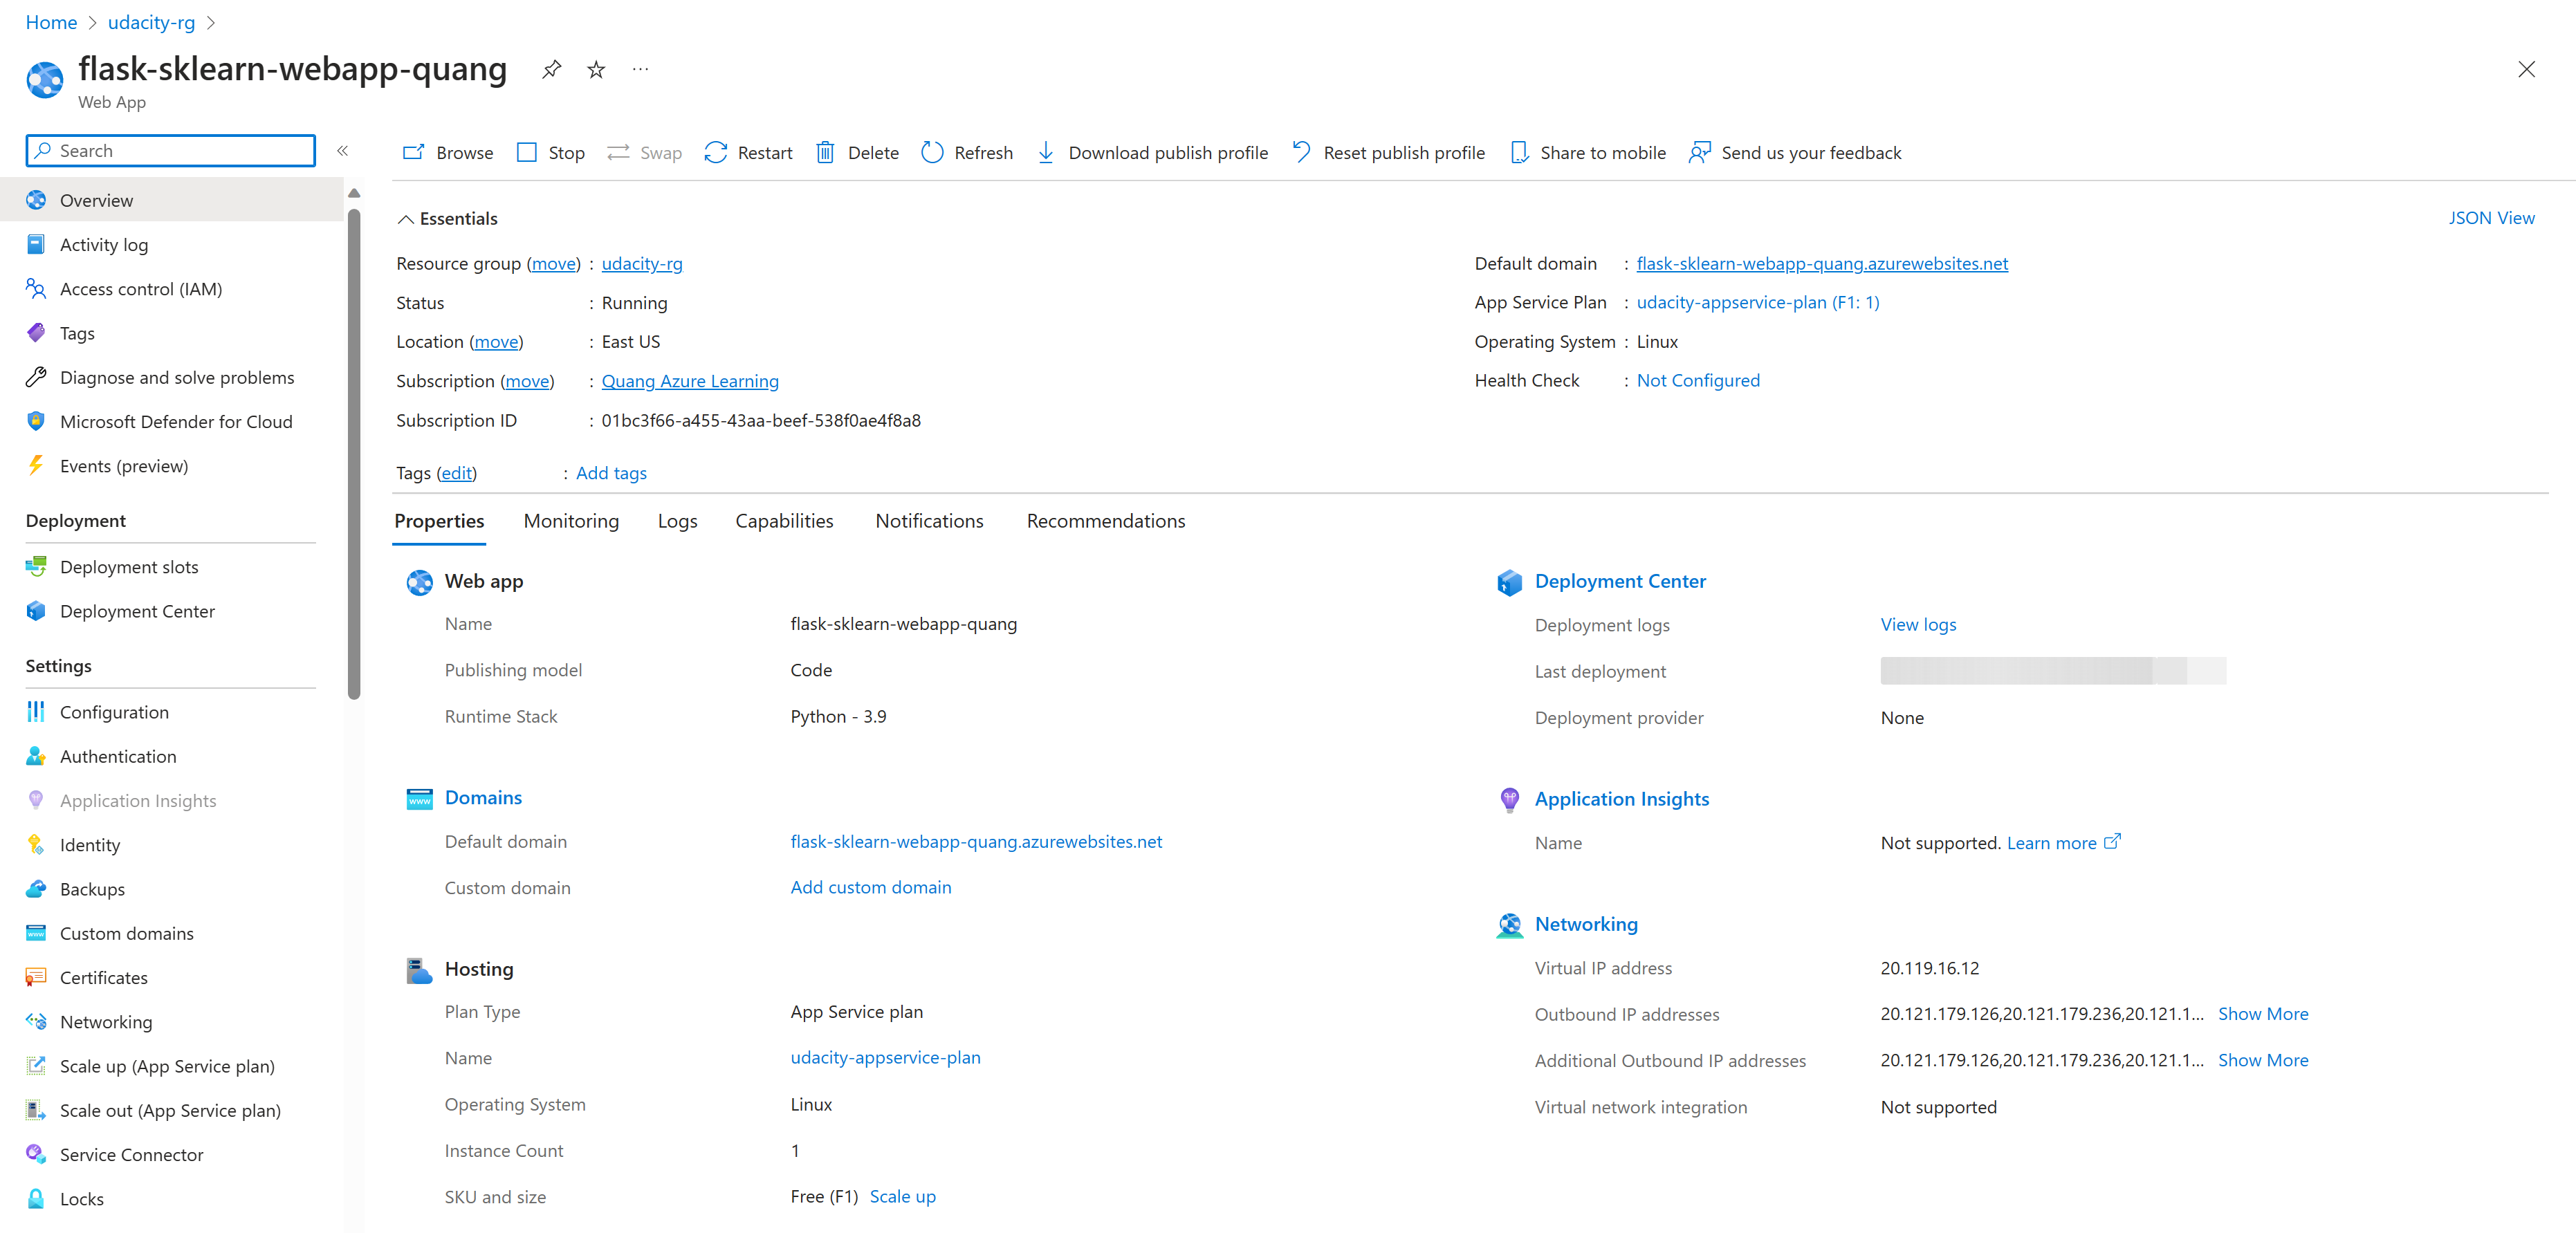 Home > udacity-rg >
flask-sklearn-webapp-quang ...
Web App
Search «
Overview
Activity log
Access control (IAM)
Tags
Diagnose and solve problems
Microsoft Defender for Cloud
Events (preview)
Deployment
Deployment slots
Deployment Center
Settings
Configuration
Authentication
Application Insights
Identity
Backups
Custom domains
Certificates
Networking
Scale up (App Service plan)
Scale out (App Service plan)
Service Connector
Locks
Browse Stop Swap Restart Delete Refresh Download publish profile Reset publish profile Share to mobile Send us your feedback
Essentials JSON View
Resource group (move) : udacity-rg
Status : Running
Location (move) : East US
Subscription (move) : Quang Azure Learning
Subscription ID : 01bc3f66-a455-43aa-beef-538f0ae4f8a8
Tags (edit) : Add tags
Default domain : flask-sklearn-webapp-quang.azurewebsites.net
App Service Plan : udacity-appservice-plan (F1: 1)
Operating System : Linux
Health Check : Not Configured
Properties Monitoring Logs Capabilities Notifications Recommendations
Web app
Name flask-sklearn-webapp-quang
Publishing model Code
Runtime Stack Python - 3.9
www
Domains
Default domain flask-sklearn-webapp-quang.azurewebsites.net
Custom domain Add custom domain
Hosting
Plan Type App Service plan
Name udacity-appservice-plan
Operating System Linux
Instance Count 1
SKU and size Free (F1) Scale up
Deployment Center
Deployment logs View logs
Last deployment
Deployment provider None
Application Insights
Name Not supported. Learn more
Networking
Virtual IP address 20.119.16.12
Outbound IP addresses 20.121.179.126,20.121.179.236,20.121.1... Show More
Additional Outbound IP addresses 20.121.179.126,20.121.179.236,20.121.1... Show More
Virtual network integration Not supported